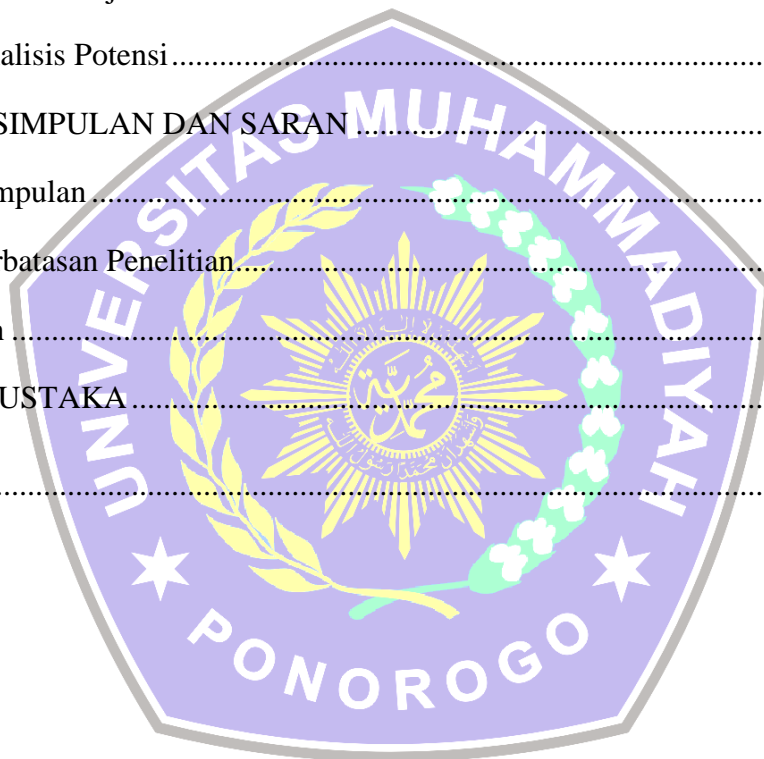 alisis Potensi
SIMPULAN DAN SARAN
mpulan
rbatasan Penelitian
n
USTAKA
UNIVERSITAS MUHAMMADIYAH
PONOROGO